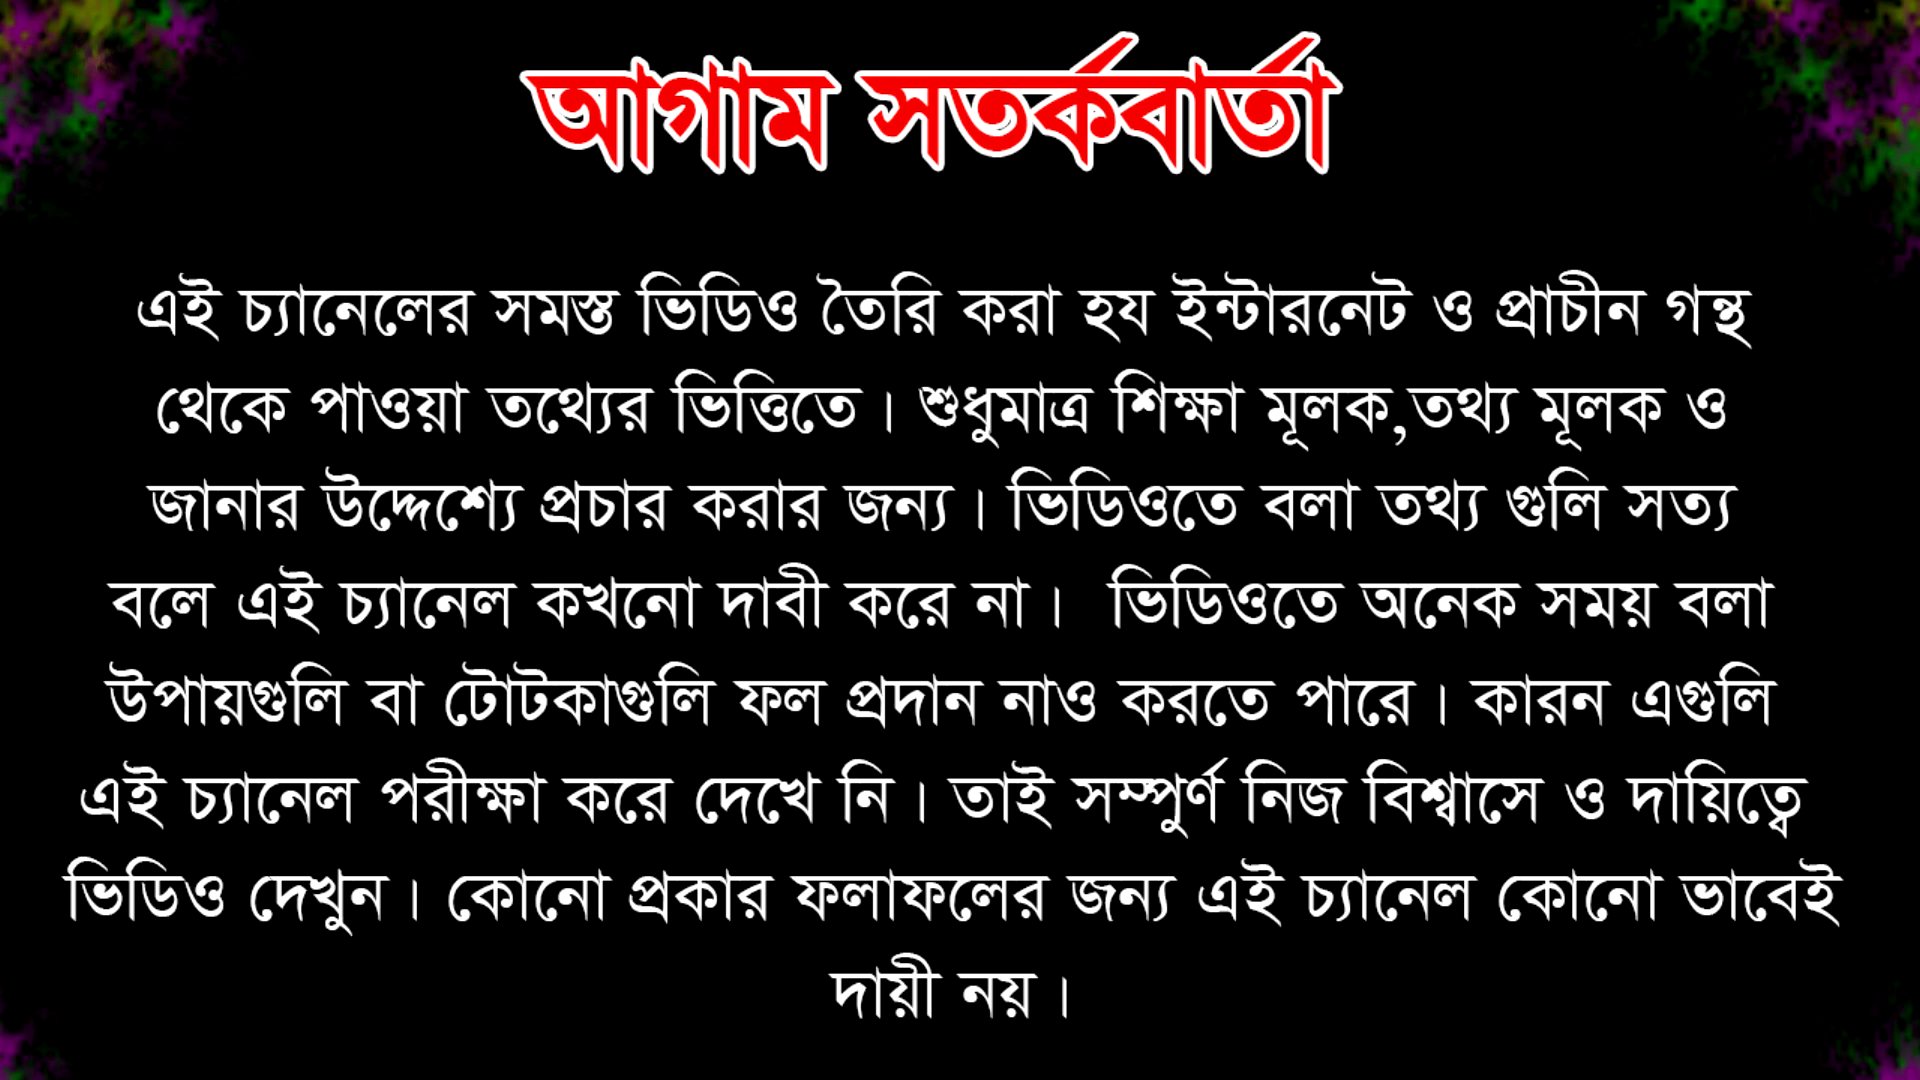 আগাম সতর্কবার্তা
এই চ্যানেলের সমস্ত ভিডিও তৈরি করা হয ইন্টারনেট ও প্রাচীন গন্থ
থেকে পাওয়া তথ্যের ভিত্তিতে । শুধুমাত্র শিক্ষা মূলক,তথ্য মূলক ও
জানার উদ্দেশ্যে প্রচার করার জন্য । ভিডিওতে বলা তথ্য গুলি সত্য
বলে এই চ্যানেল কখনো দাবী করে না । ভিডিওতে অনেক সময় বলা
উপায়গুলি বা টোটকাগুলি ফল প্রদান নাও করতে পারে । কারন এগুলি
এই চ্যানেল পরীক্ষা করে দেখে নি । তাই সম্পুর্ণ নিজ বিশ্বাসে ও দায়িত্বে
ভিডিও দেখুন । কোনো প্রকার ফলাফলের জন্য এই চ্যানেল কোনো ভাবেই
দায়ী নয় ।